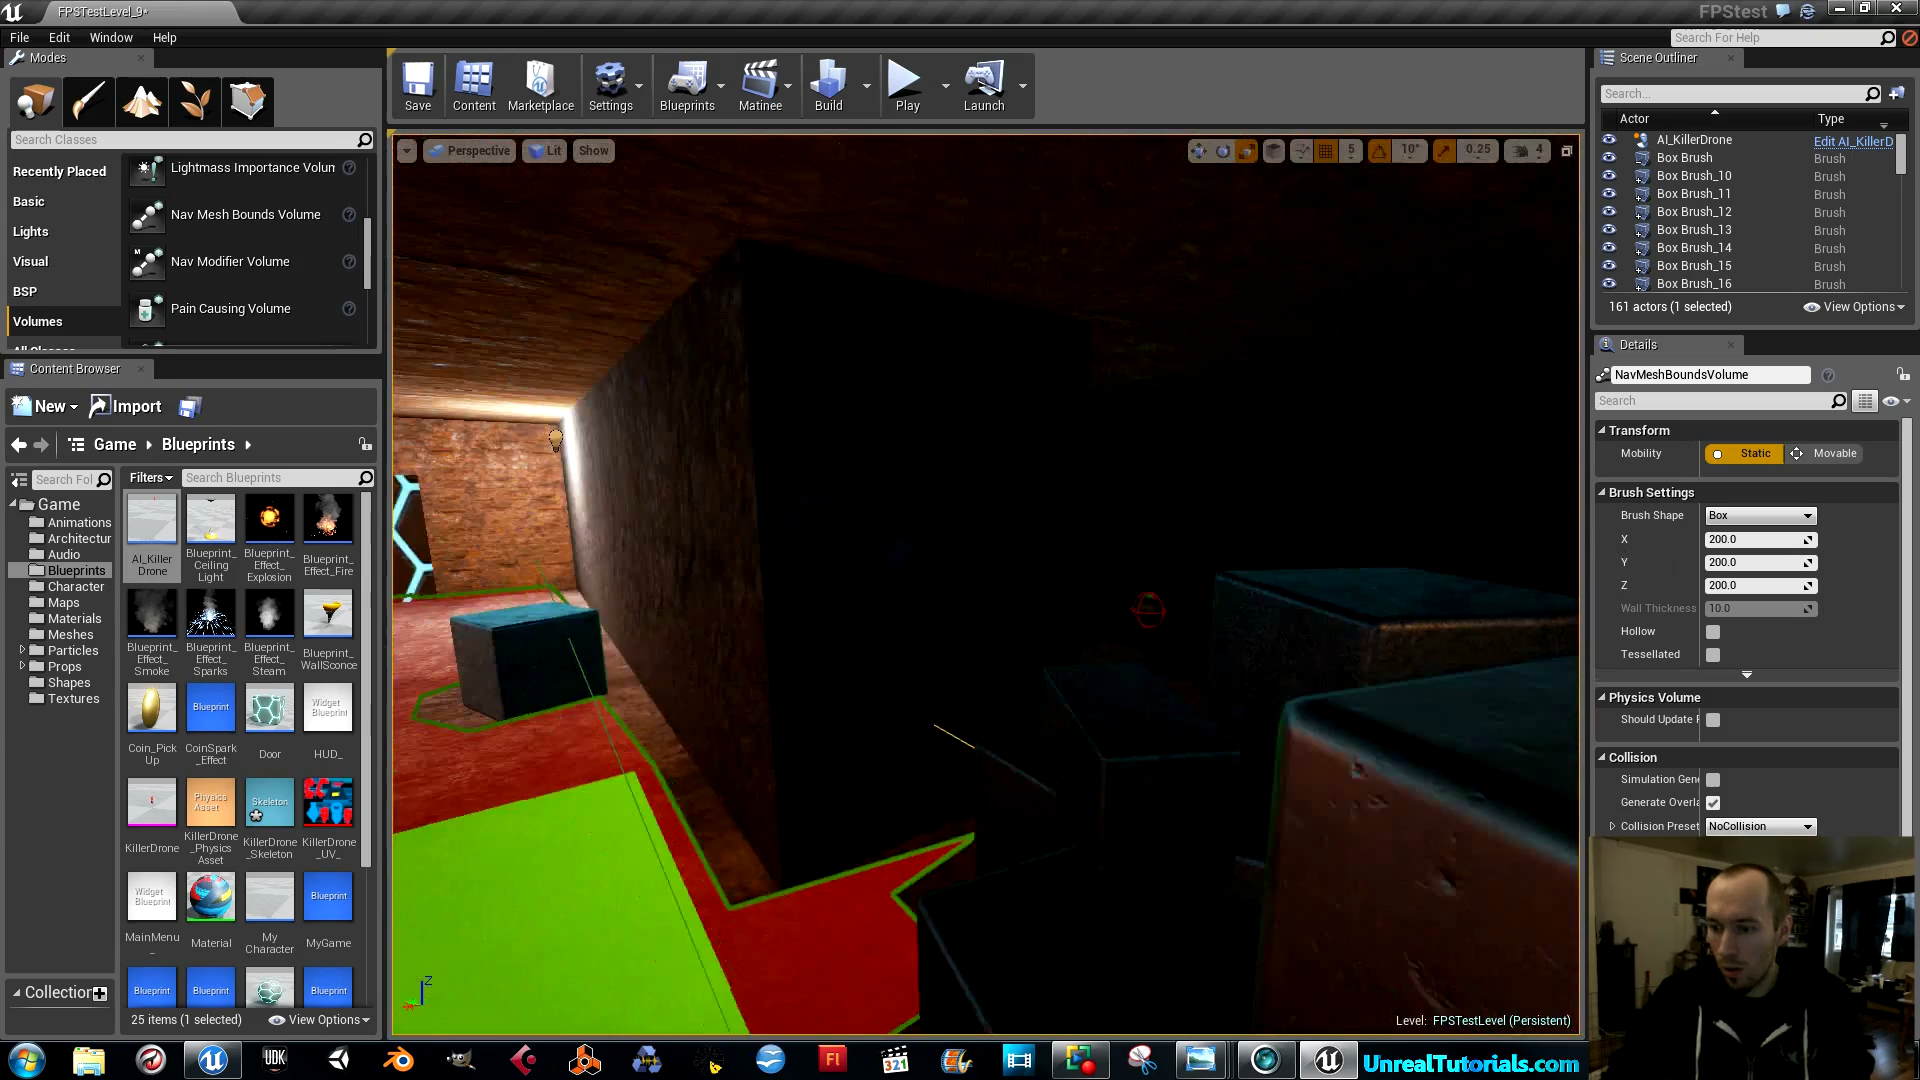 FPSTestLevel_9*
FPStest
File Edit Window Help
Search For Help
Modes
Search Classes
Recently Placed
Basic
Lights
Visual
BSP
Volumes
Lightmass Importance Volum
Nav Mesh Bounds Volume
Nav Modifier Volume
Pain Causing Volume
Save
Content
Marketplace
Settings
Blueprints
Matinee
Build
Play
Launch
Perspective
Lit
Show
5
10°
0.25
4
Level: FPSTestLevel (Persistent)
Scene Outliner
Search...
Actor Type
AI_KillerDrone Edit AI_KillerD
Box Brush Brush
Box Brush_10 Brush
Box Brush_11 Brush
Box Brush_12 Brush
Box Brush_13 Brush
Box Brush_14 Brush
Box Brush_15 Brush
Box Brush_16 Brush
161 actors (1 selected) View Options
Details
NavMeshBoundsVolume
Search
Transform
Mobility Static Movable
Brush Settings
Brush Shape Box
X 200.0
Y 200.0
Z 200.0
Wall Thickness 10.0
Hollow
Tessellated
Physics Volume
Should Update F
Collision
Simulation Gene
Generate Overla
Collision Preset NoCollision
Content Browser
New Import
Game Blueprints
Search Fol
Filters Search Blueprints
Game
Animations
Architectur
Audio
Blueprints
Character
Maps
Materials
Meshes
Particles
Props
Shapes
Textures
Collection
AI_Killer
Drone
Blueprint_
Ceiling
Light
Blueprint_
Effect_
Explosion
Blueprint_
Effect_Fire
Blueprint_
Effect_
Smoke
Blueprint_
Effect_
Sparks
Blueprint_
Effect_
Steam
Blueprint_
WallSconce
Blueprint
Widget
Blueprint
Coin_Pick
Up
CoinSpark
_Effect
Door
HUD_
Physics
Asset
Skeleton
KillerDrone
KillerDrone
_Physics
Asset
KillerDrone
_Skeleton
KillerDrone
_UV_
Widget
Blueprint
Blueprint
MainMenu
_
Material
My
Character
MyGame
Blueprint
Blueprint
Blueprint
25 items (1 selected) View Options
Z
UDK
Fl
321
UnrealTutorials.com